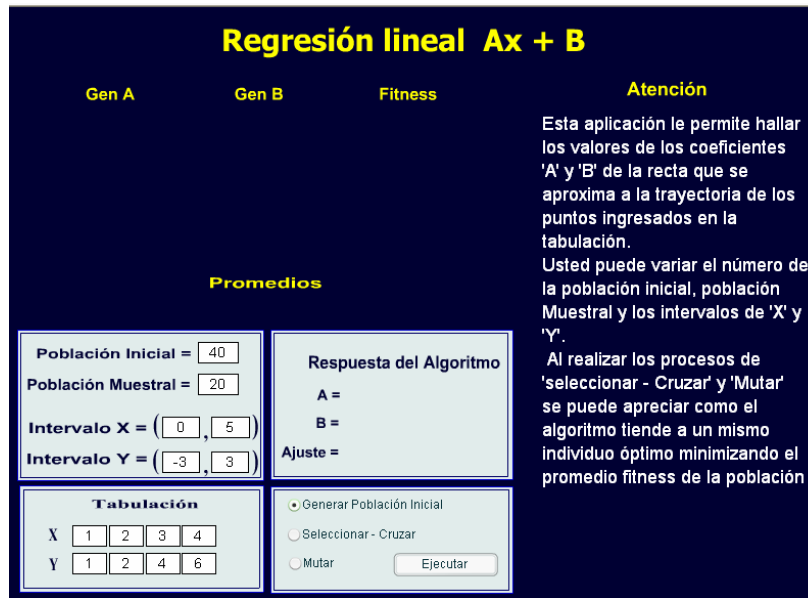 Regresión lineal Ax + B
Gen A Gen B Fitness
Promedios
Atención
Esta aplicación le permite hallar
los valores de los coeficientes
'A' y 'B' de la recta que se
aproxima a la trayectoria de los
puntos ingresados en la
tabulación.
Usted puede variar el número de
la población inicial, población
Muestral y los intervalos de 'X' y
'Y'.
Al realizar los procesos de
'seleccionar - Cruzar' y 'Mutar'
se puede apreciar como el
algoritmo tiende a un mismo
individuo óptimo minimizando el
promedio fitness de la población
Población Inicial = 40
Población Muestral = 20
Intervalo X = ( 0 , 5 )
Intervalo Y = ( -3 , 3 )
Respuesta del Algoritmo
A =
B =
Ajuste =
Tabulación
X 1 2 3 4
Y 1 2 4 6
Generar Población Inicial
Seleccionar - Cruzar
Mutar Ejecutar